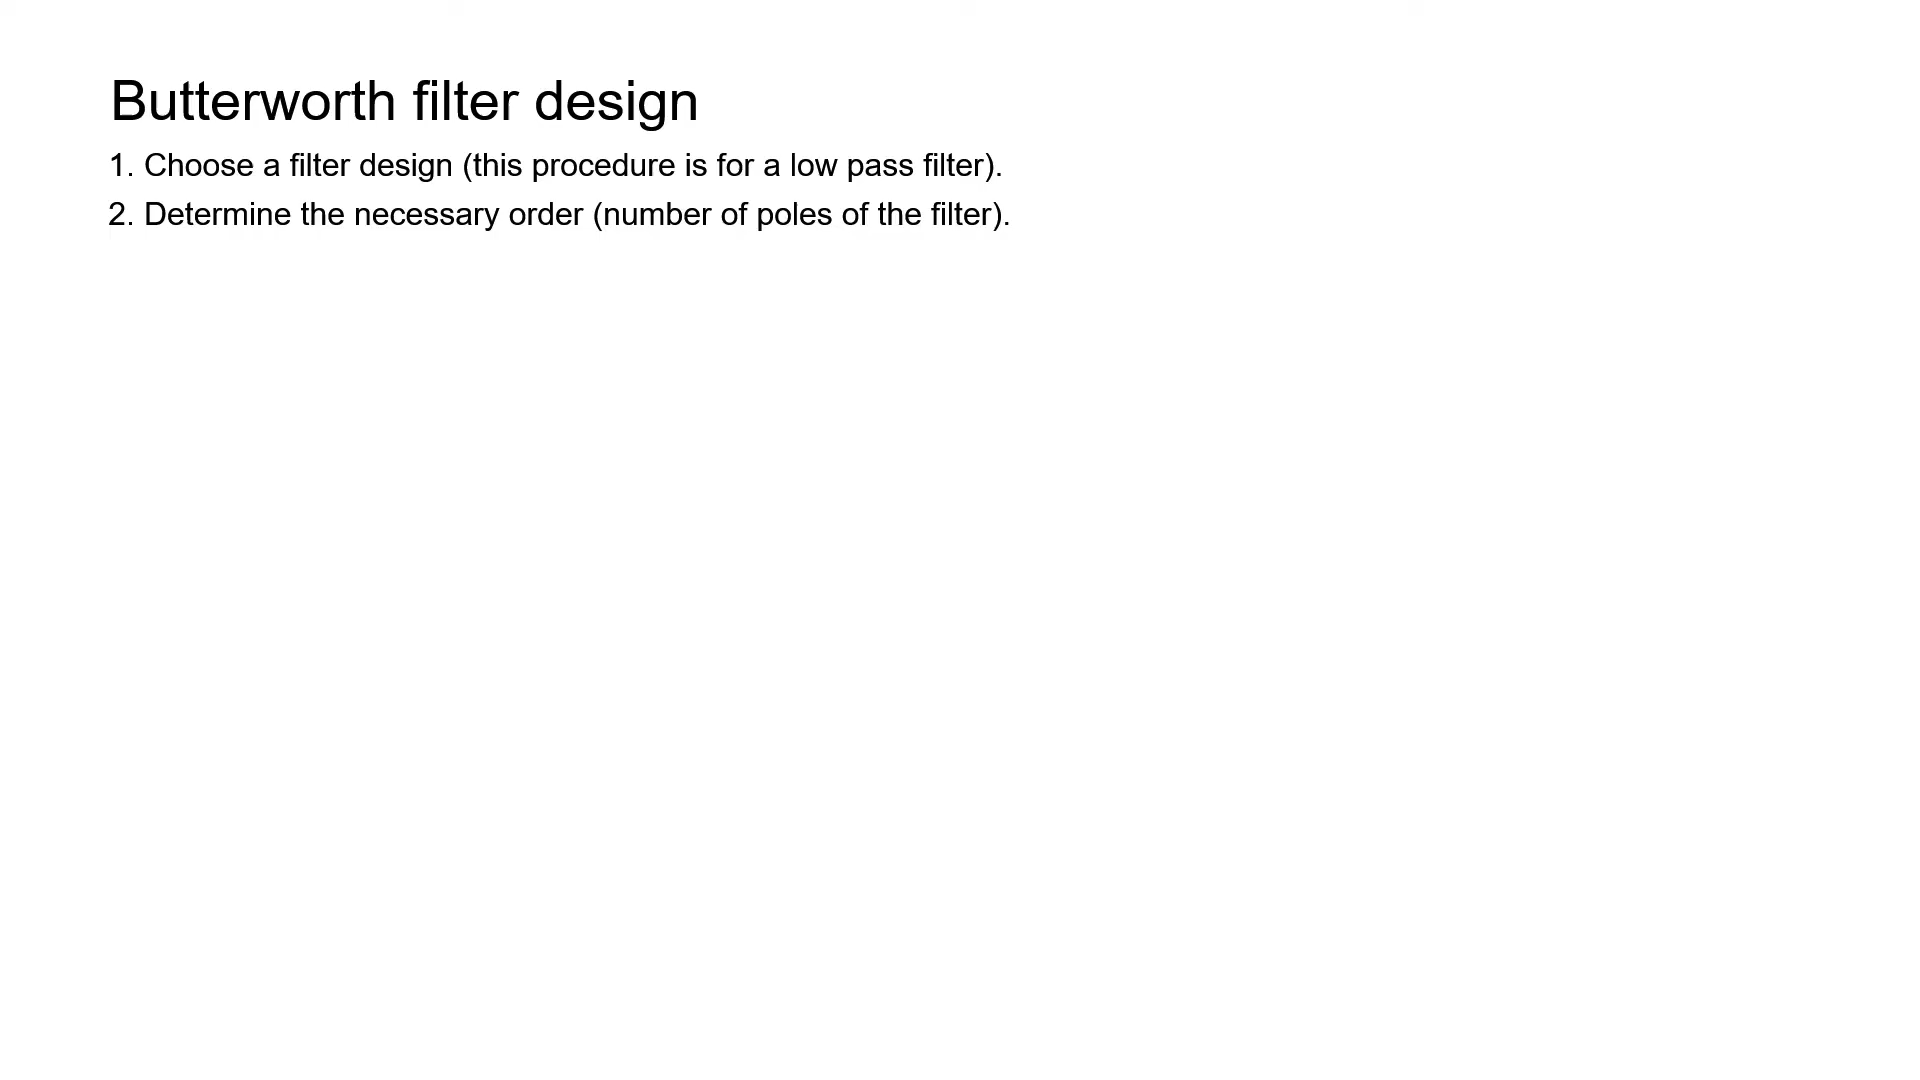 Butterworth filter design
1. Choose a filter design (this procedure is for a low pass filter).
2. Determine the necessary order (number of poles of the filter).